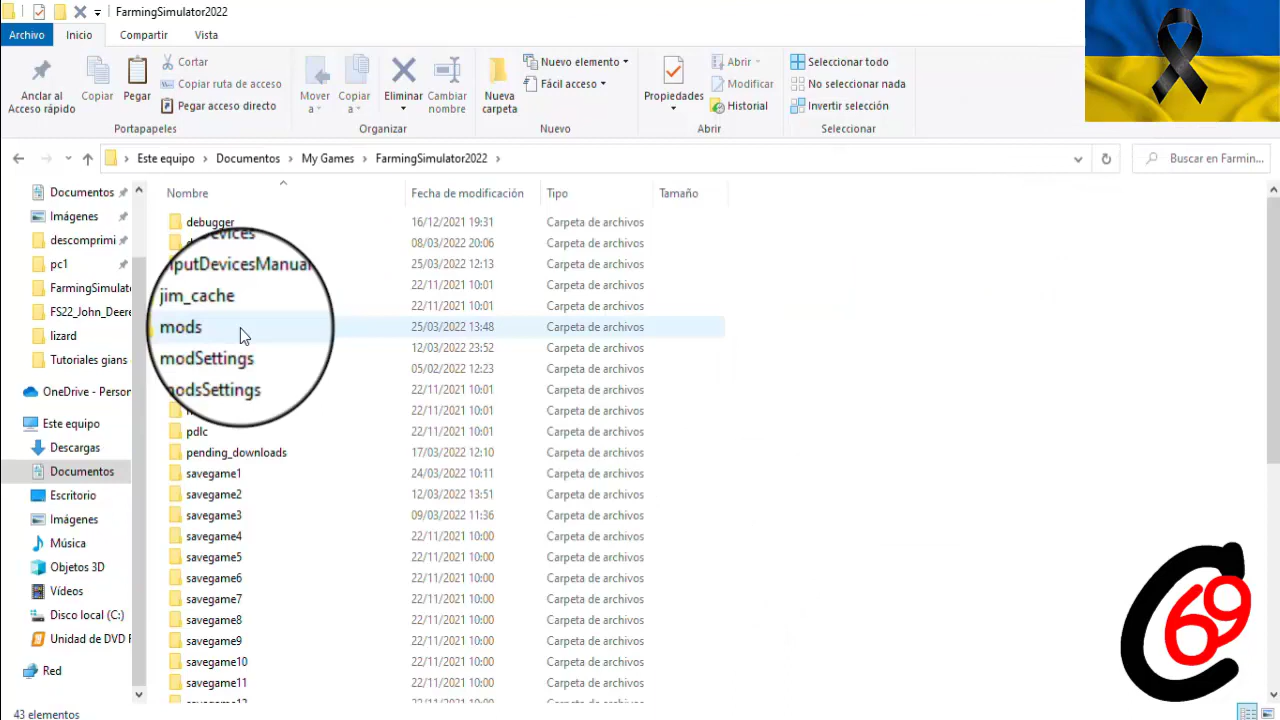 FarmingSimulator2022
Archivo Inicio Compartir Vista
Anclar al Acceso rápido
Copiar
Pegar
Cortar
Copiar ruta de acceso
Pegar acceso directo
Portapapeles
Mover a
Copiar a
Eliminar
Cambiar nombre
Organizar
Nueva carpeta
Nuevo elemento
Fácil acceso
Nuevo
Propiedades
Abrir
Modificar
Historial
Abrir
Seleccionar todo
No seleccionar nada
Invertir selección
Seleccionar
Este equipo > Documentos > My Games > FarmingSimulator2022 >
Buscar en Farmin...
Documentos
Imágenes
descomprimi
pc1
FarmingSimulato
FS22_John_Deere
lizard
Tutoriales gians
OneDrive - Person
Este equipo
Descargas
Documentos
Escritorio
Imágenes
Música
Objetos 3D
Vídeos
Disco local (C:)
Unidad de DVD F
Red
Nombre Fecha de modificación Tipo Tamaño
debugger 16/12/2021 19:31 Carpeta de archivos
08/03/2022 20:06 Carpeta de archivos
nputDevicesManuar 25/03/2022 12:13 Carpeta de archivos
jim_cache 22/11/2021 10:01 Carpeta de archivos
22/11/2021 10:01 Carpeta de archivos
mods 25/03/2022 13:48 Carpeta de archivos
modSettings 12/03/2022 23:52 Carpeta de archivos
05/02/2022 12:23 Carpeta de archivos
modsSettings 22/11/2021 10:01 Carpeta de archivos
22/11/2021 10:01 Carpeta de archivos
pdlc 22/11/2021 10:01 Carpeta de archivos
pending_downloads 17/03/2022 12:10 Carpeta de archivos
savegame1 24/03/2022 10:11 Carpeta de archivos
savegame2 12/03/2022 13:51 Carpeta de archivos
savegame3 09/03/2022 11:36 Carpeta de archivos
savegame4 22/11/2021 10:00 Carpeta de archivos
savegame5 22/11/2021 10:00 Carpeta de archivos
savegame6 22/11/2021 10:00 Carpeta de archivos
savegame7 22/11/2021 10:00 Carpeta de archivos
savegame8 22/11/2021 10:00 Carpeta de archivos
savegame9 22/11/2021 10:00 Carpeta de archivos
savegame10 22/11/2021 10:00 Carpeta de archivos
savegame11 22/11/2021 10:00 Carpeta de archivos
43 elementos
C69